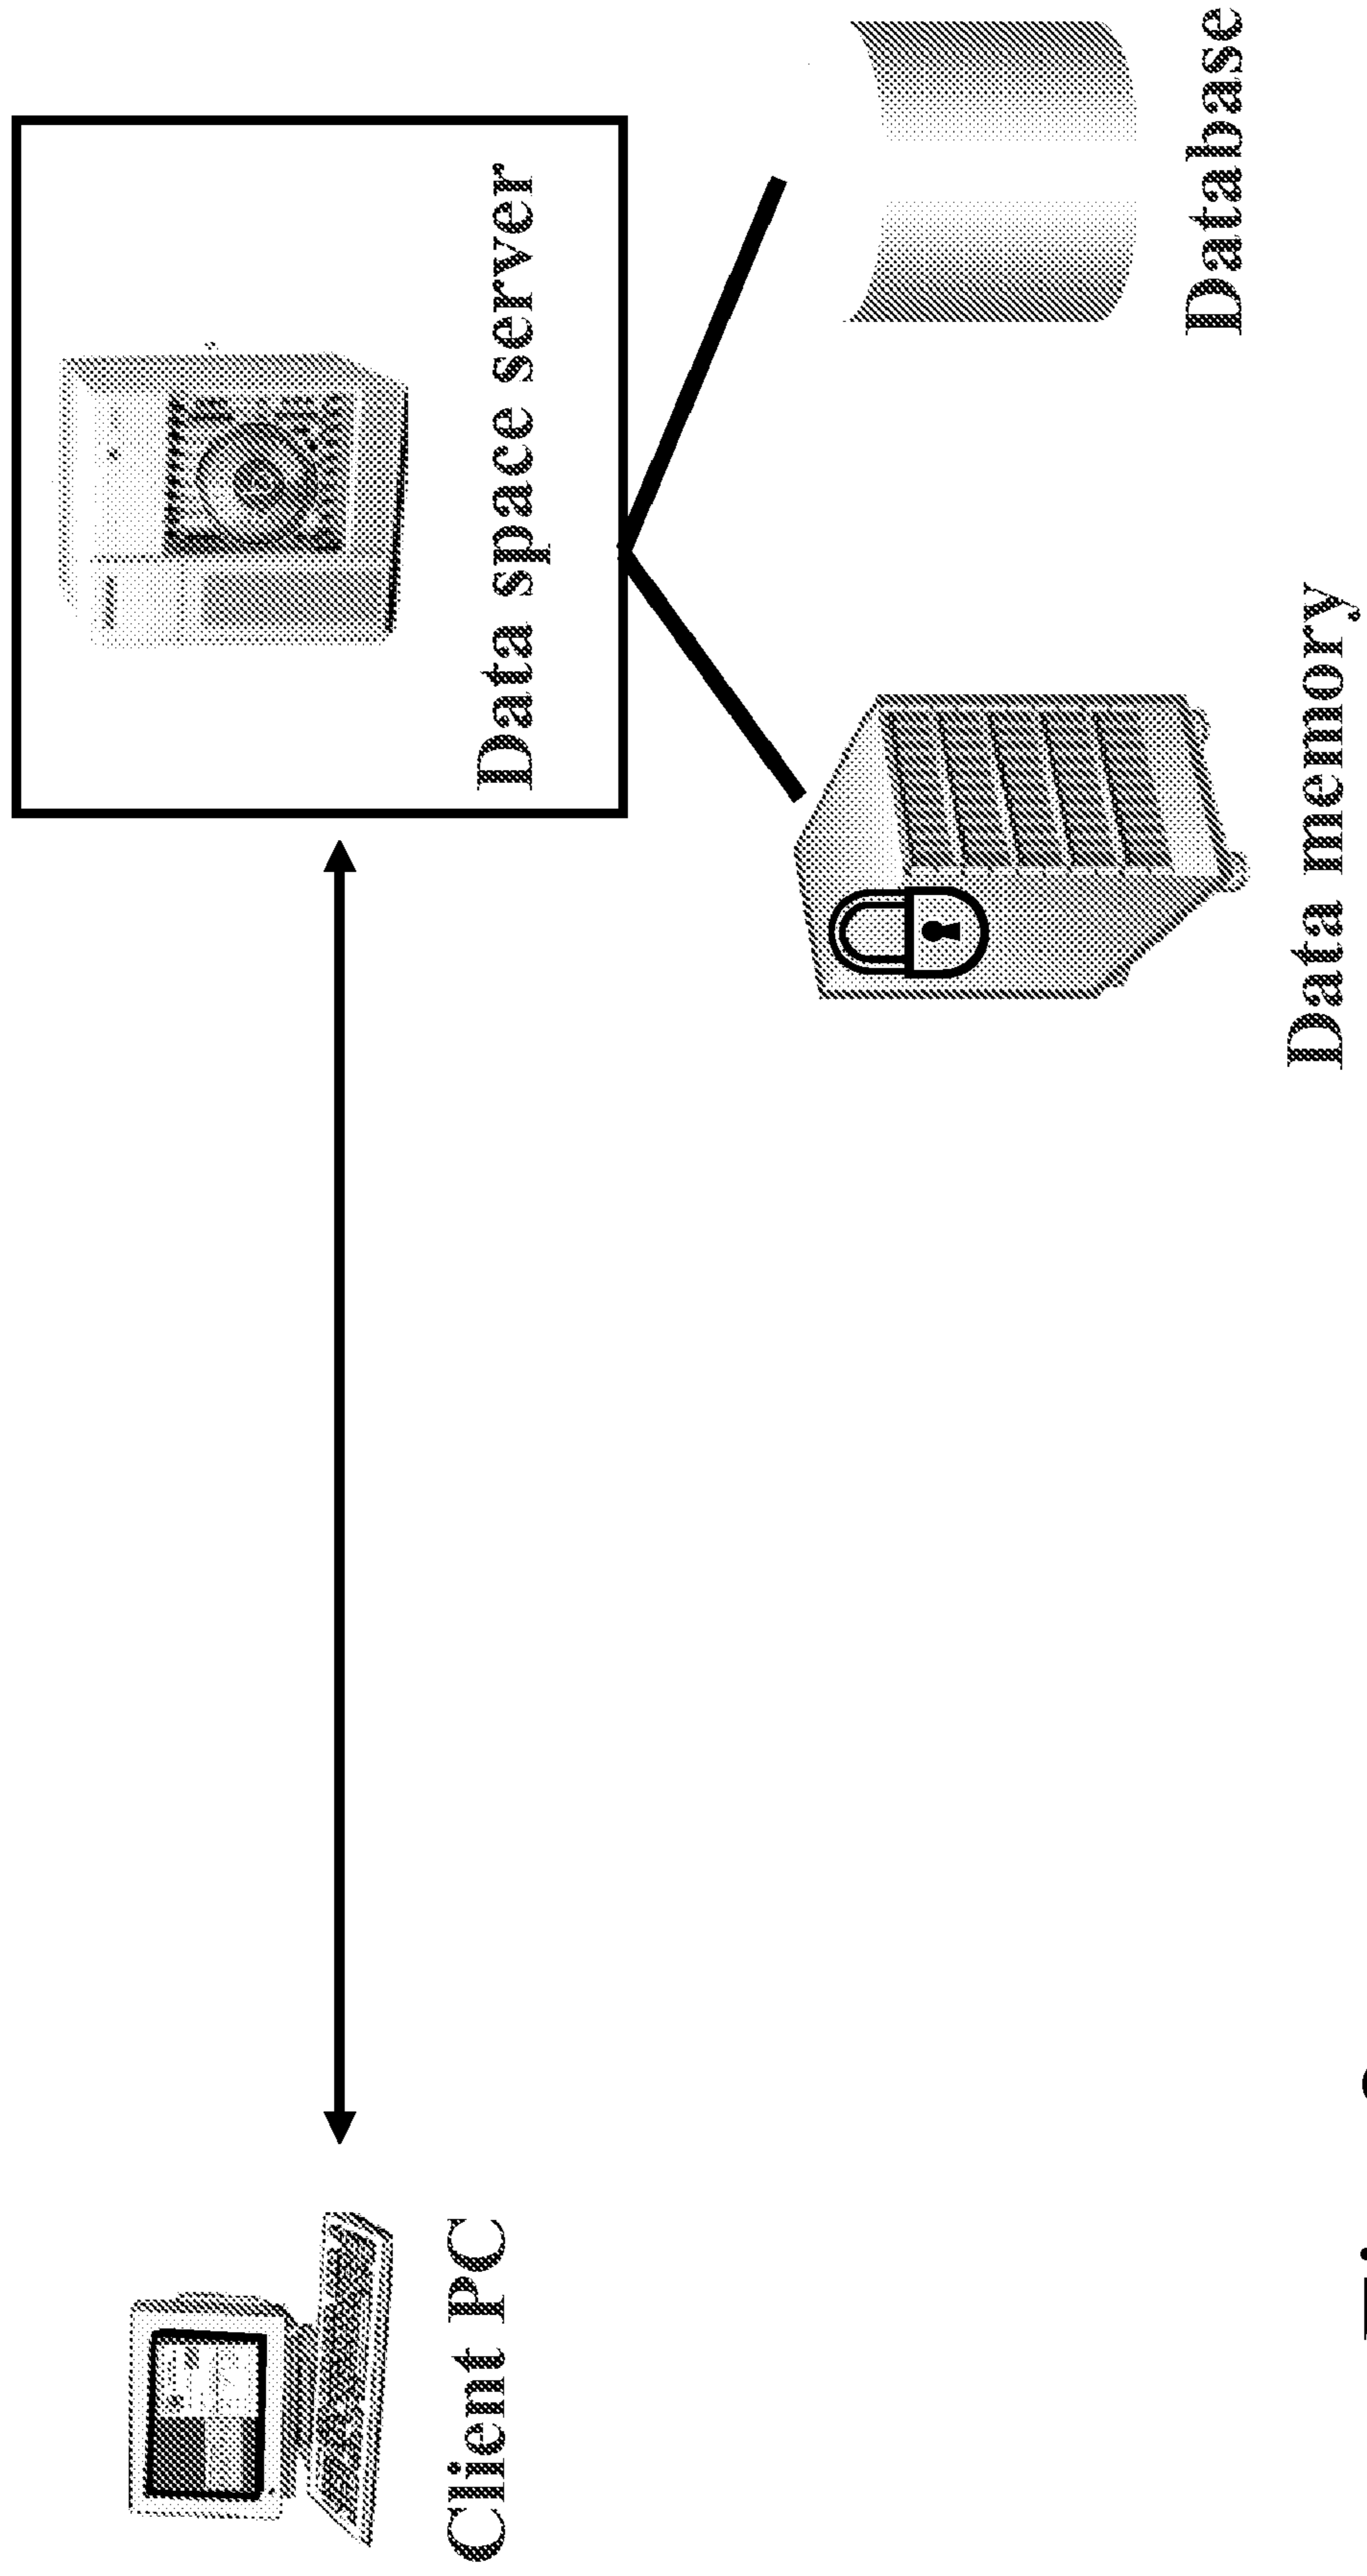 Client PC
Data space server
Data memory
Database